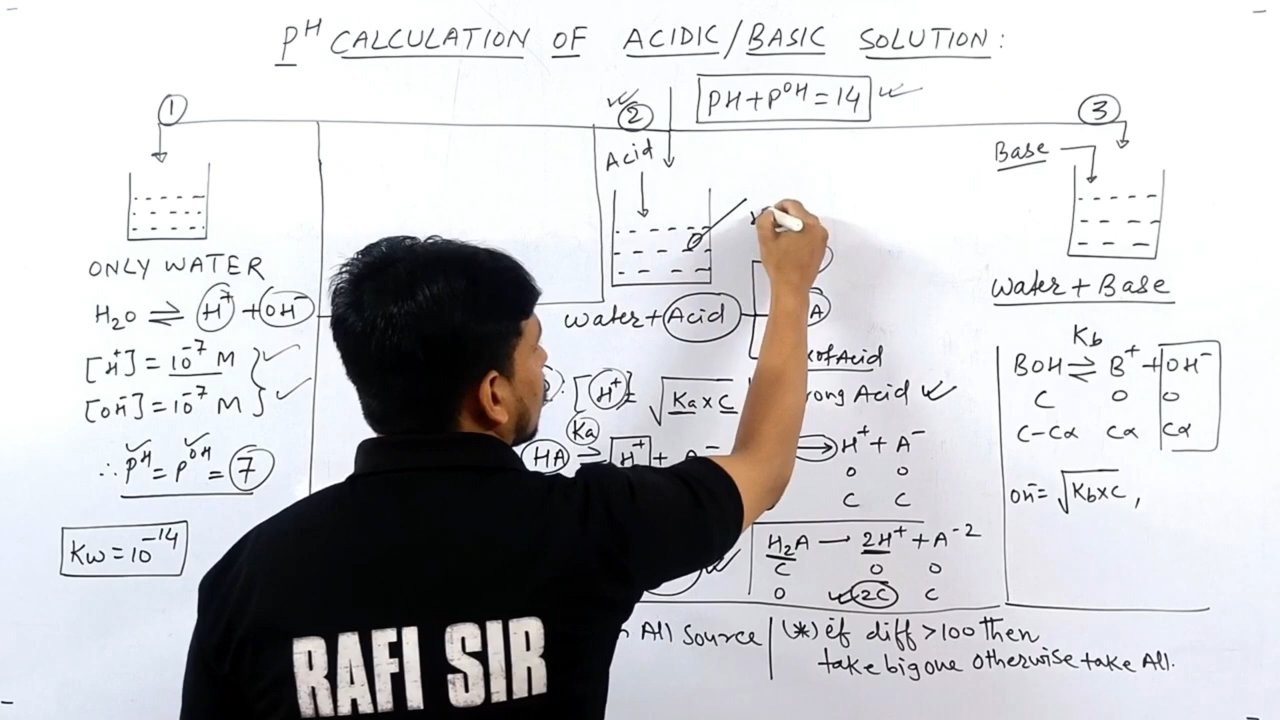 PH CALCULATION OF ACIDIC/BASIC SOLUTION:
PH + POH = 14
1
ONLY WATER
H2O ⇌ H+ + OH-
[H+] = 10-7 M
[OH-] = 10-7 M
∴ PH = POH = 7
Kw = 10-14
2
Acid
water + Acid
of Acid
[H+] = √Ka x C
Ka
HA ⇌ H+ + A-
Acid
→ H+ + A-
0 0
C C
H2A → 2H+ + A-2
C 0 0
0 2C C
3
Base
water + Base
Kb
BOH ⇌ B+ + OH-
C 0 0
C-Cα Cα Cα
OH- = √Kb x C,
All Source
(*) if diff > 100 then
take big one otherwise take All.
RAFI SIR